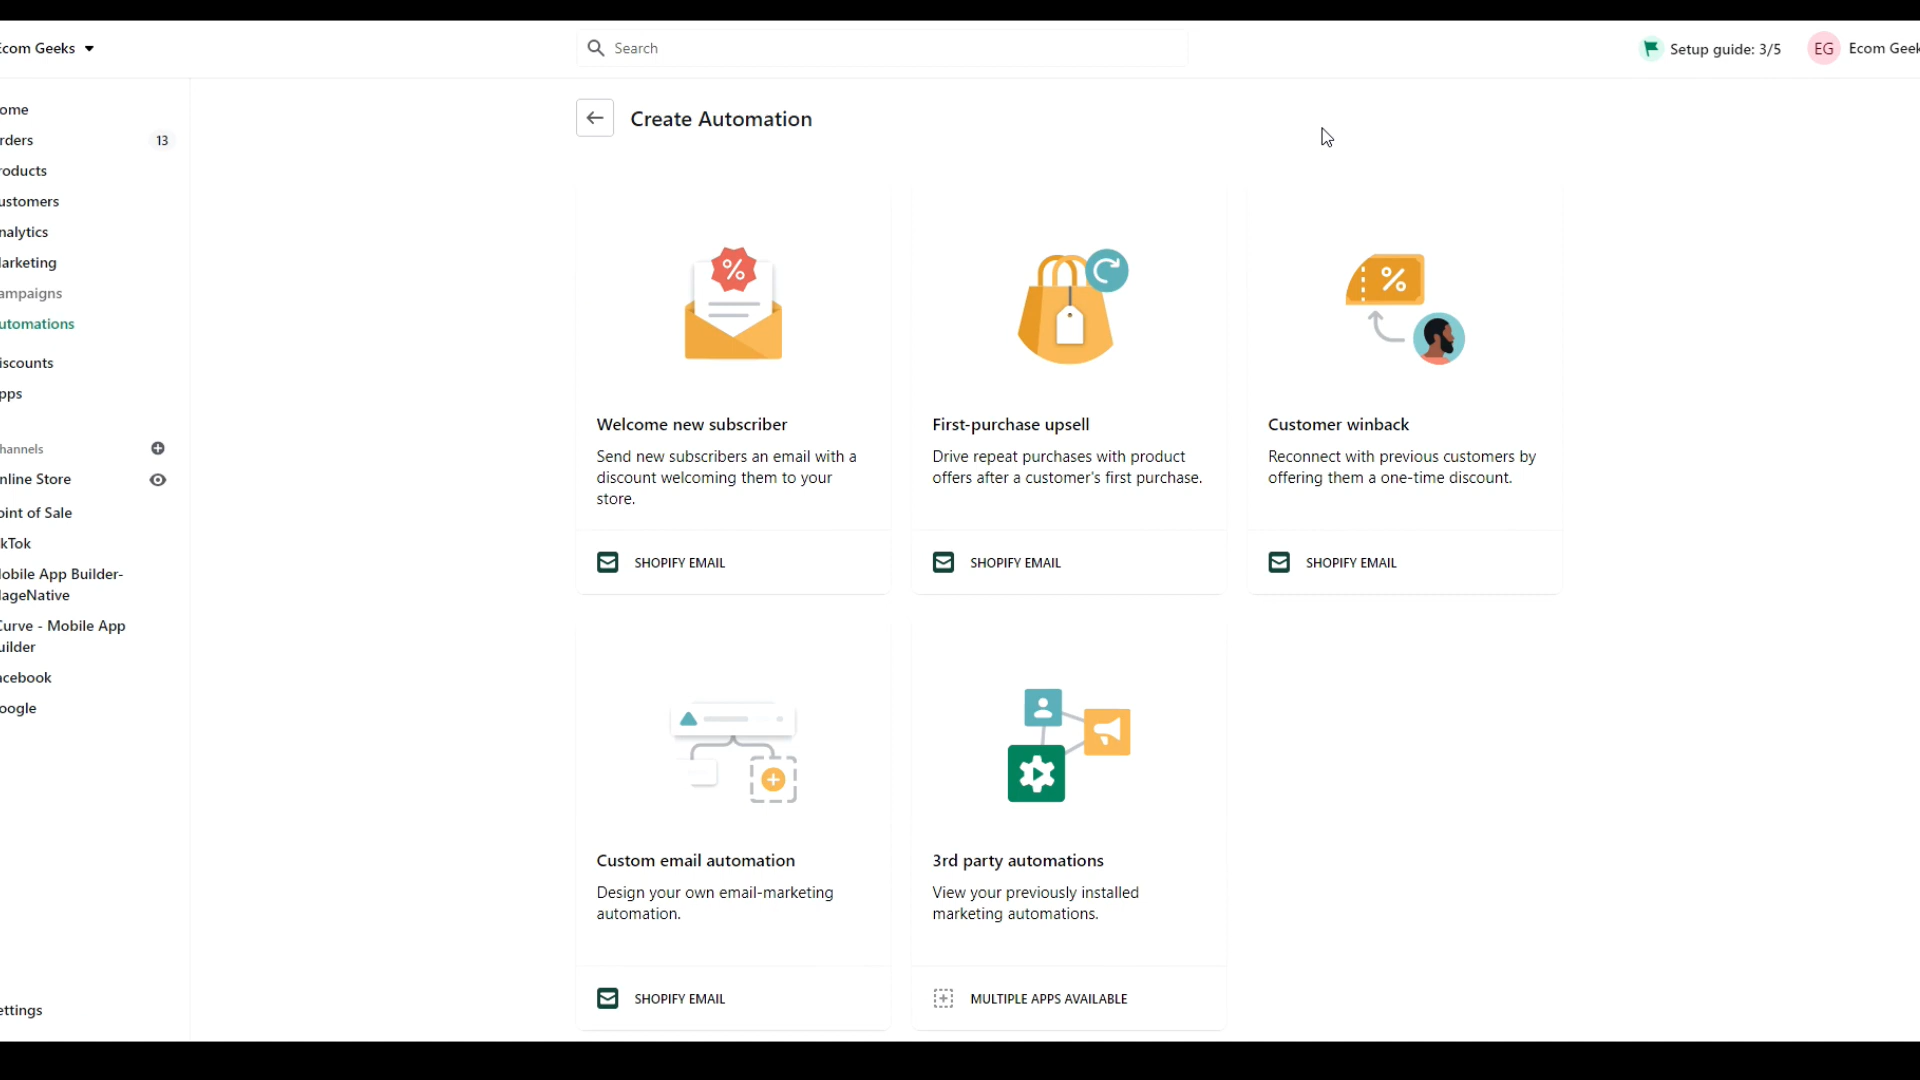 Ecom Geeks
Search
Setup guide: 3/5
EG
Ecom Geek
ome
rders
13
roducts
ustomers
nalytics
arketing
ampaigns
utomations
iscounts
pps
hannels
nline Store
oint of Sale
kTok
obile App Builder-
ageNative
Curve - Mobile App
uilder
acebook
oogle
ettings
Create Automation
%
%
Welcome new subscriber
Send new subscribers an email with a
discount welcoming them to your
store.
SHOPIFY EMAIL
First-purchase upsell
Drive repeat purchases with product
offers after a customer's first purchase.
SHOPIFY EMAIL
Customer winback
Reconnect with previous customers by
offering them a one-time discount.
SHOPIFY EMAIL
Custom email automation
Design your own email-marketing
automation.
SHOPIFY EMAIL
3rd party automations
View your previously installed
marketing automations.
MULTIPLE APPS AVAILABLE